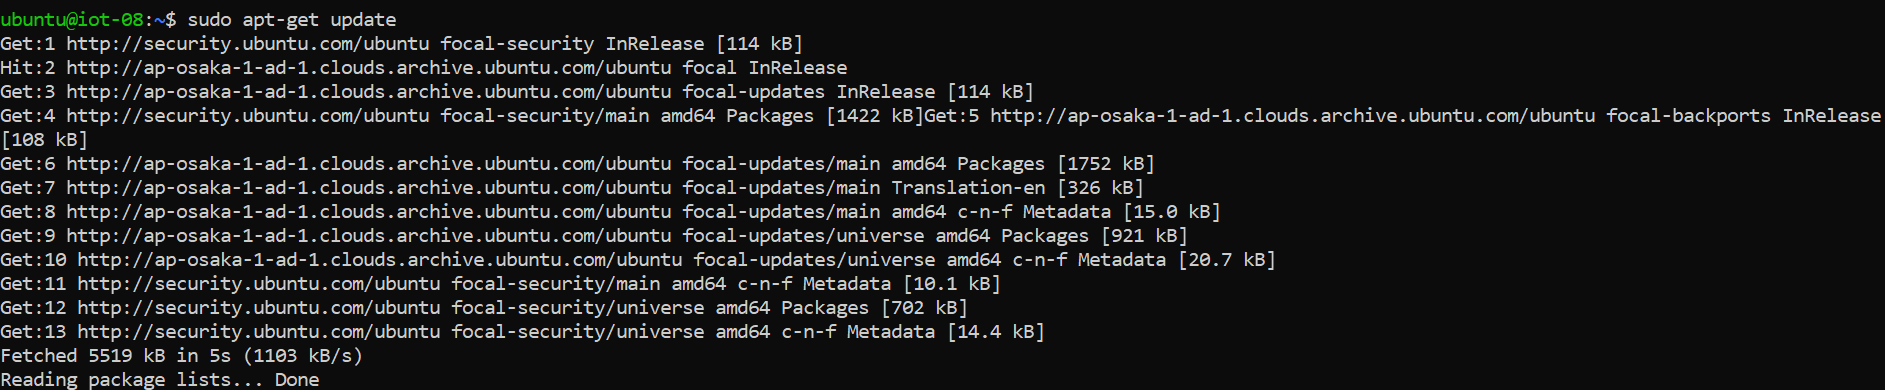 ubuntu@iot-08:~$ sudo apt-get update
Get:1 http://security.ubuntu.com/ubuntu focal-security InRelease [114 kB]
Hit:2 http://ap-osaka-1-ad-1.clouds.archive.ubuntu.com/ubuntu focal InRelease
Get:3 http://ap-osaka-1-ad-1.clouds.archive.ubuntu.com/ubuntu focal-updates InRelease [114 kB]
Get:4 http://security.ubuntu.com/ubuntu focal-security/main amd64 Packages [1422 kB]Get:5 http://ap-osaka-1-ad-1.clouds.archive.ubuntu.com/ubuntu focal-backports InRelease
[108 kB]
Get:6 http://ap-osaka-1-ad-1.clouds.archive.ubuntu.com/ubuntu focal-updates/main amd64 Packages [1752 kB]
Get:7 http://ap-osaka-1-ad-1.clouds.archive.ubuntu.com/ubuntu focal-updates/main Translation-en [326 kB]
Get:8 http://ap-osaka-1-ad-1.clouds.archive.ubuntu.com/ubuntu focal-updates/main amd64 c-n-f Metadata [15.0 kB]
Get:9 http://ap-osaka-1-ad-1.clouds.archive.ubuntu.com/ubuntu focal-updates/universe amd64 Packages [921 kB]
Get:10 http://ap-osaka-1-ad-1.clouds.archive.ubuntu.com/ubuntu focal-updates/universe amd64 c-n-f Metadata [20.7 kB]
Get:11 http://security.ubuntu.com/ubuntu focal-security/main amd64 c-n-f Metadata [10.1 kB]
Get:12 http://security.ubuntu.com/ubuntu focal-security/universe amd64 Packages [702 kB]
Get:13 http://security.ubuntu.com/ubuntu focal-security/universe amd64 c-n-f Metadata [14.4 kB]
Fetched 5519 kB in 5s (1103 kB/s)
Reading package lists... Done